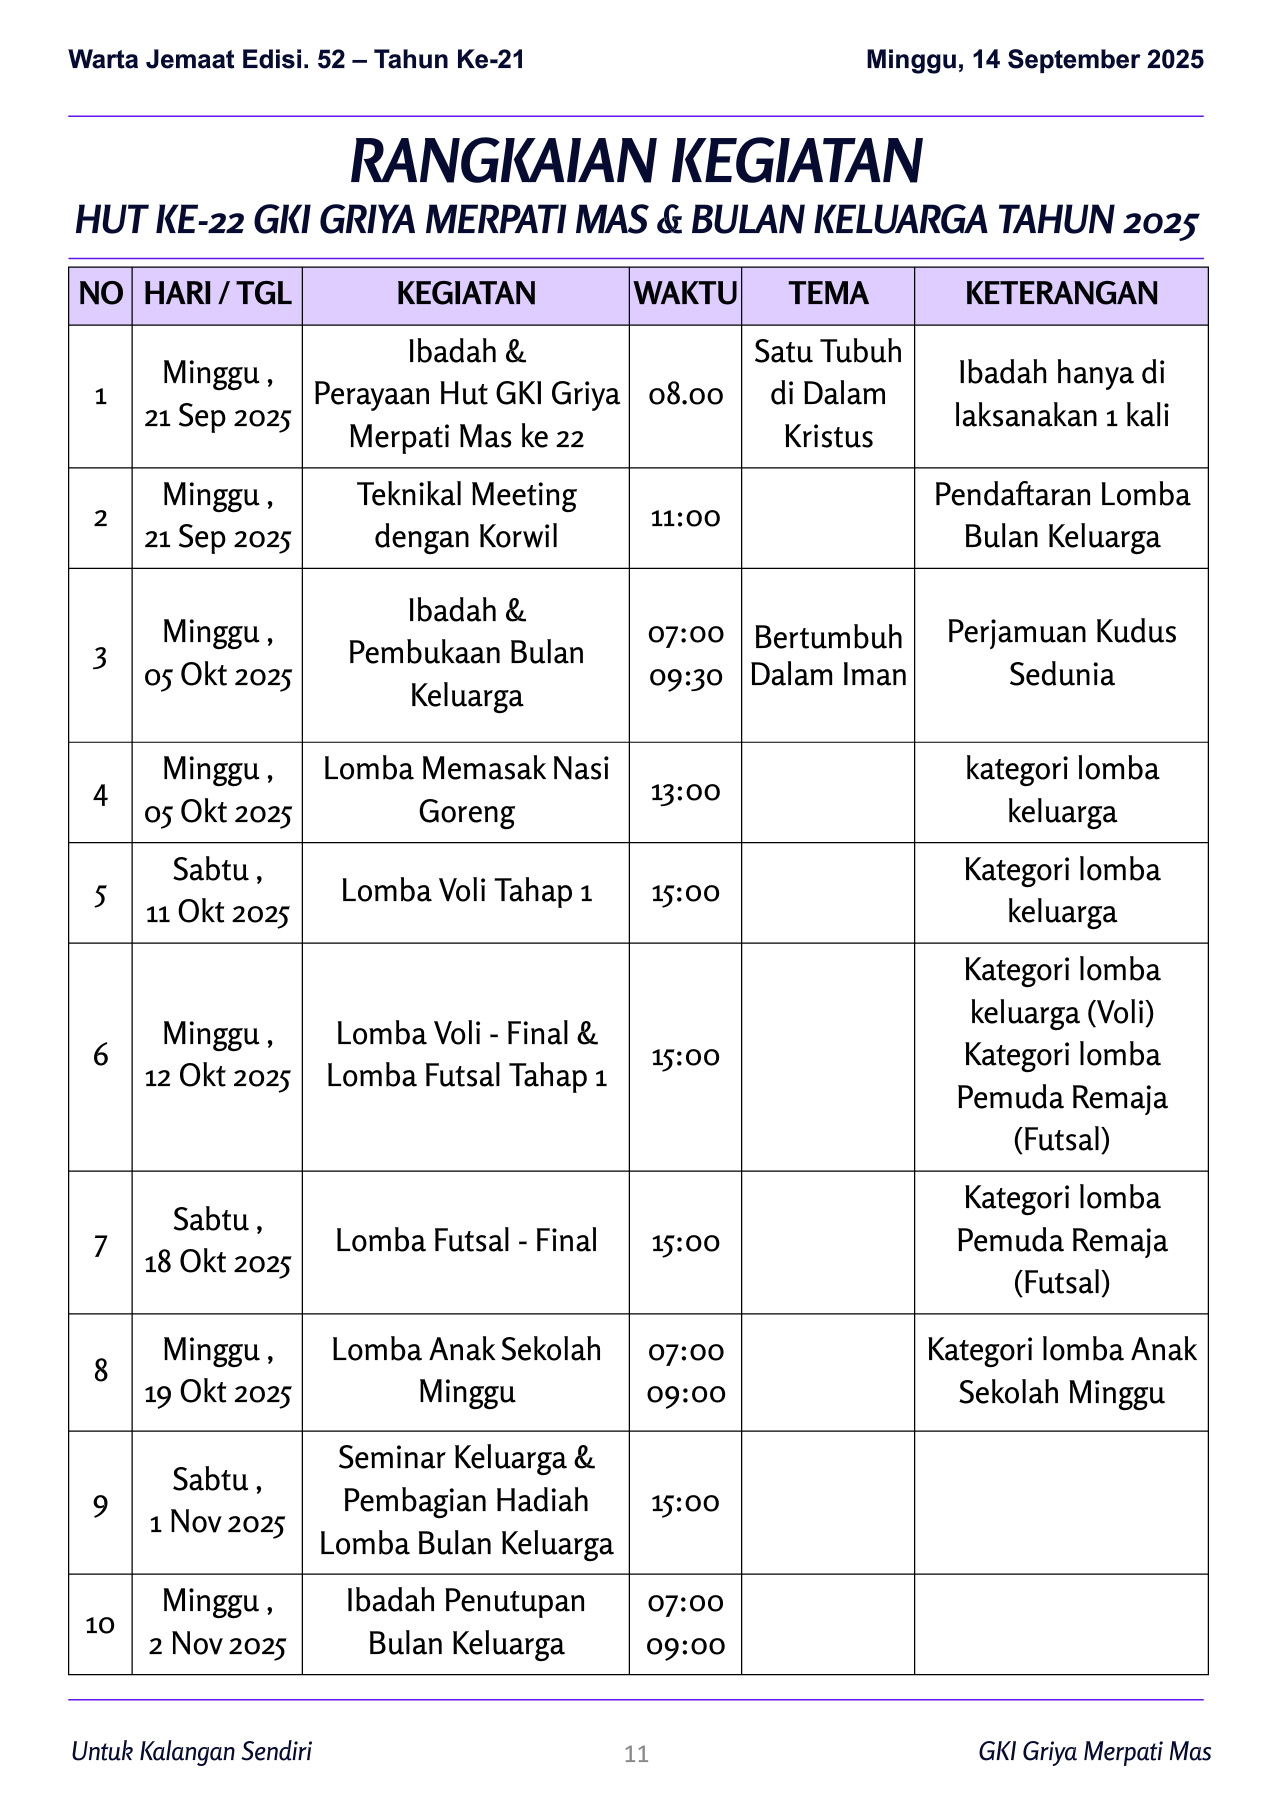 Warta Jemaat Edisi. 52 – Tahun Ke-21
Minggu, 14 September 2025
RANGKAIAN KEGIATAN
HUT KE-22 GKI GRIYA MERPATI MAS & BULAN KELUARGA TAHUN 2025
NO HARI / TGL KEGIATAN WAKTU TEMA KETERANGAN
1
Minggu ,
21 Sep 2025
Ibadah &
Perayaan Hut GKI Griya
Merpati Mas ke 22
08.00
Satu Tubuh
di Dalam
Kristus
Ibadah hanya di
laksanakan 1 kali
2
Minggu ,
21 Sep 2025
Teknikal Meeting
dengan Korwil
11:00
Pendaftaran Lomba
Bulan Keluarga
3
Minggu ,
05 Okt 2025
Ibadah &
Pembukaan Bulan
Keluarga
07:00
09:30
Bertumbuh
Dalam Iman
Perjamuan Kudus
Sedunia
4
Minggu ,
05 Okt 2025
Lomba Memasak Nasi
Goreng
13:00
kategori lomba
keluarga
5
Sabtu ,
11 Okt 2025
Lomba Voli Tahap 1
15:00
Kategori lomba
keluarga
6
Minggu ,
12 Okt 2025
Lomba Voli - Final &
Lomba Futsal Tahap 1
15:00
Kategori lomba
keluarga (Voli)
Kategori lomba
Pemuda Remaja
(Futsal)
7
Sabtu ,
18 Okt 2025
Lomba Futsal - Final
15:00
Kategori lomba
Pemuda Remaja
(Futsal)
8
Minggu ,
19 Okt 2025
Lomba Anak Sekolah
Minggu
07:00
09:00
Kategori lomba Anak
Sekolah Minggu
9
Sabtu ,
1 Nov 2025
Seminar Keluarga &
Pembagian Hadiah
Lomba Bulan Keluarga
15:00
10
Minggu ,
2 Nov 2025
Ibadah Penutupan
Bulan Keluarga
07:00
09:00
Untuk Kalangan Sendiri
11
GKI Griya Merpati Mas